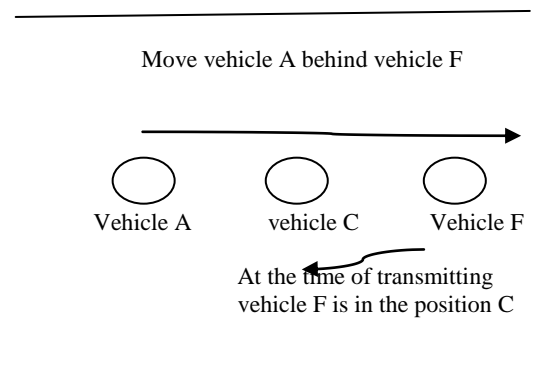 Move vehicle A behind vehicle F
Vehicle A vehicle C Vehicle F
At the time of transmitting
vehicle F is in the position C